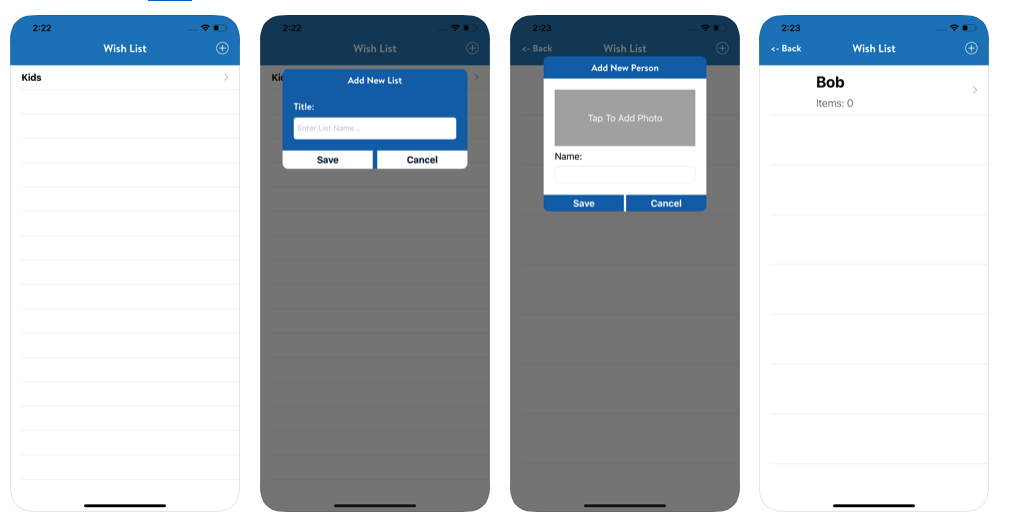 2:22
Wish List
Kids
2:22
Wish List
Ki
Add New List
Title:
Enter List Name...
Save Cancel
2:23
<- Back Wish List
Add New Person
Tap To Add Photo
Name:
Save Cancel
2:23
<- Back Wish List
Bob
Items: 0